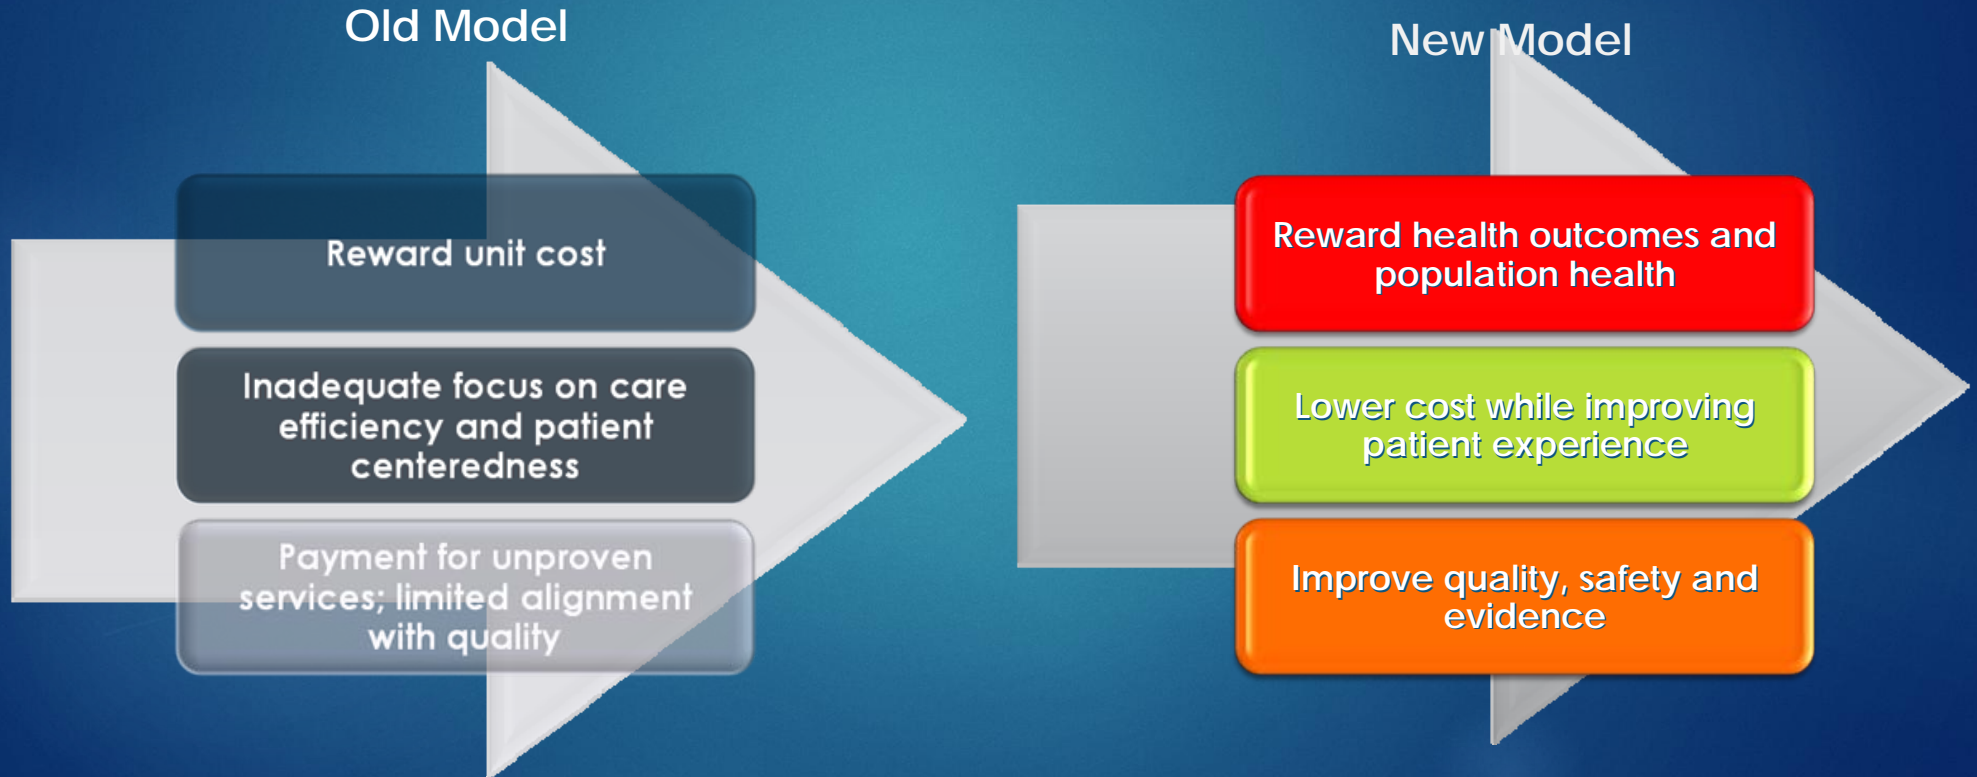 Old Model
Reward unit cost
Inadequate focus on care
efficiency and patient
centeredness
Payment for unproven
services; limited alignment
with quality
New Model
Reward health outcomes and
population health
Lower cost while improving
patient experience
Improve quality, safety and
evidence